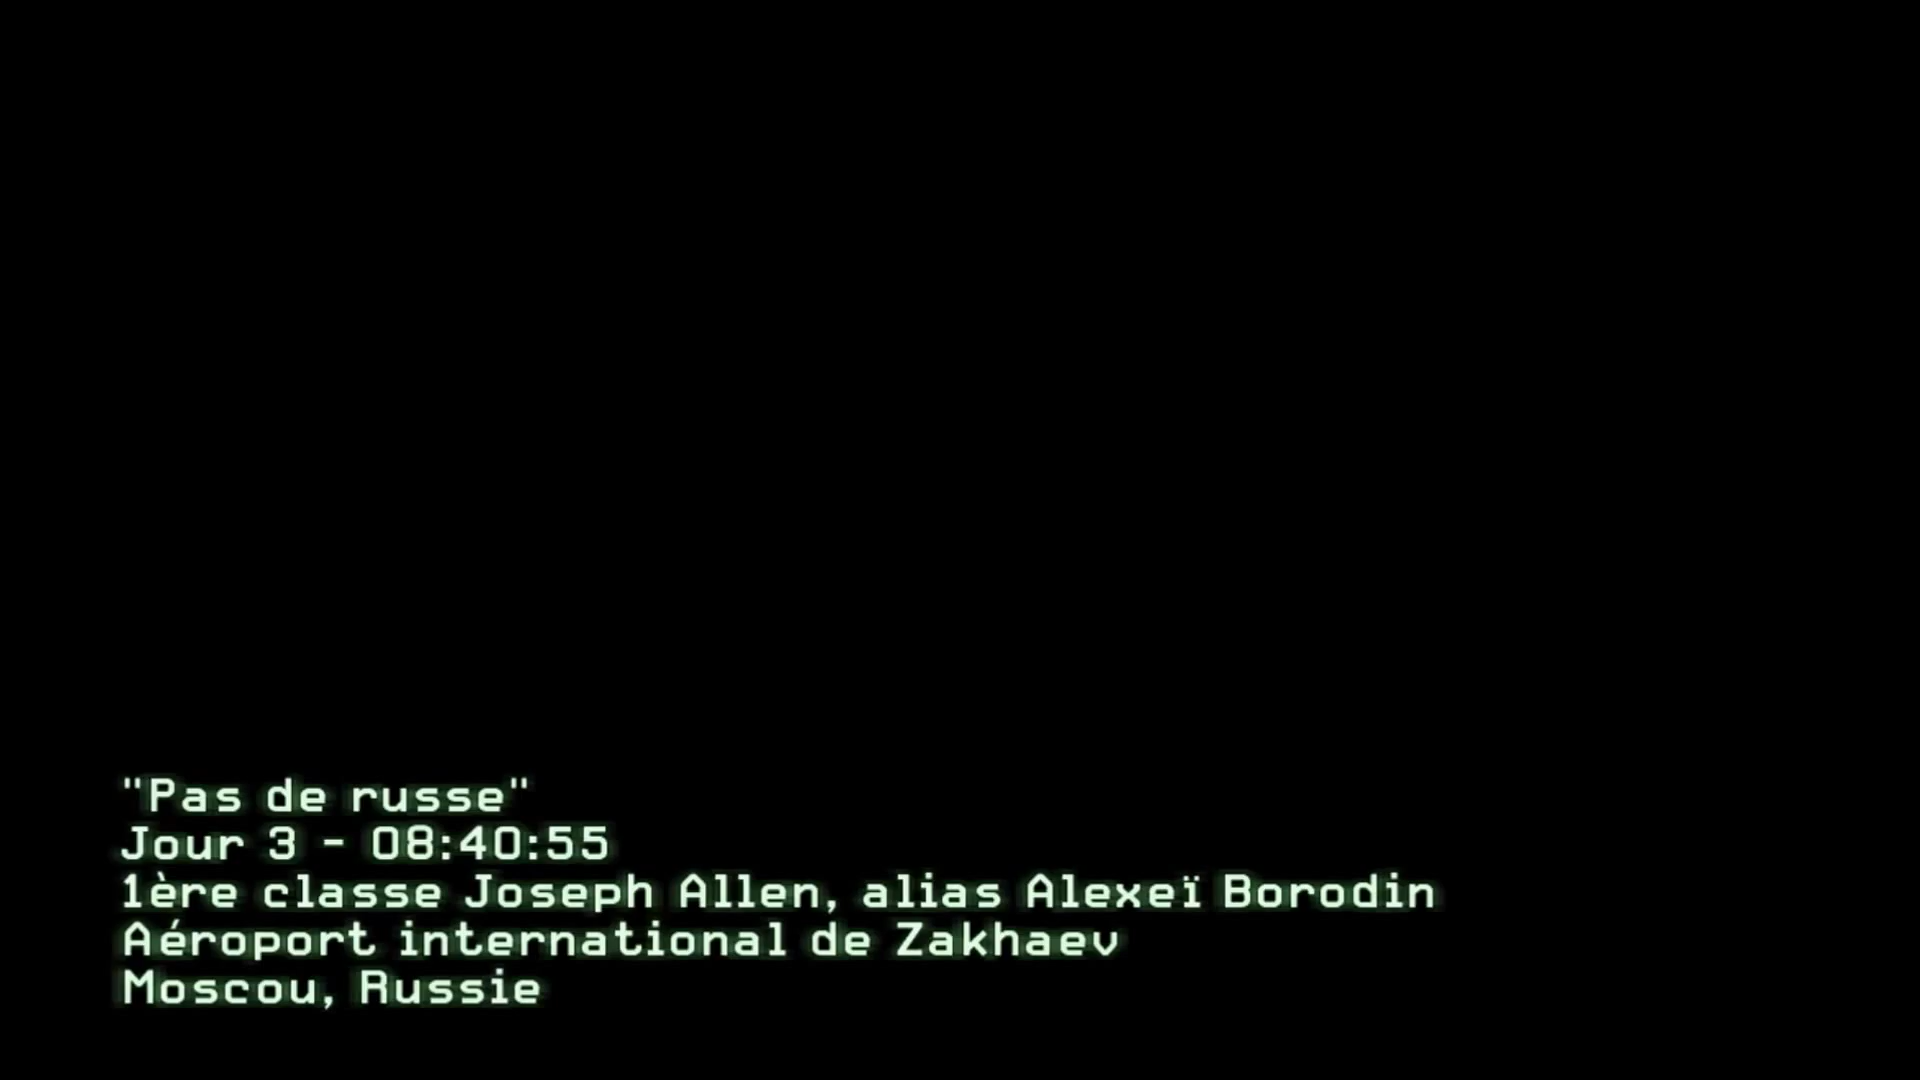 "Pas de russe"
Jour 3 - 08:40:55
1ère classe Joseph Allen, alias Alexeï Borodin
Aéroport international de Zakhaev
Moscou, Russie